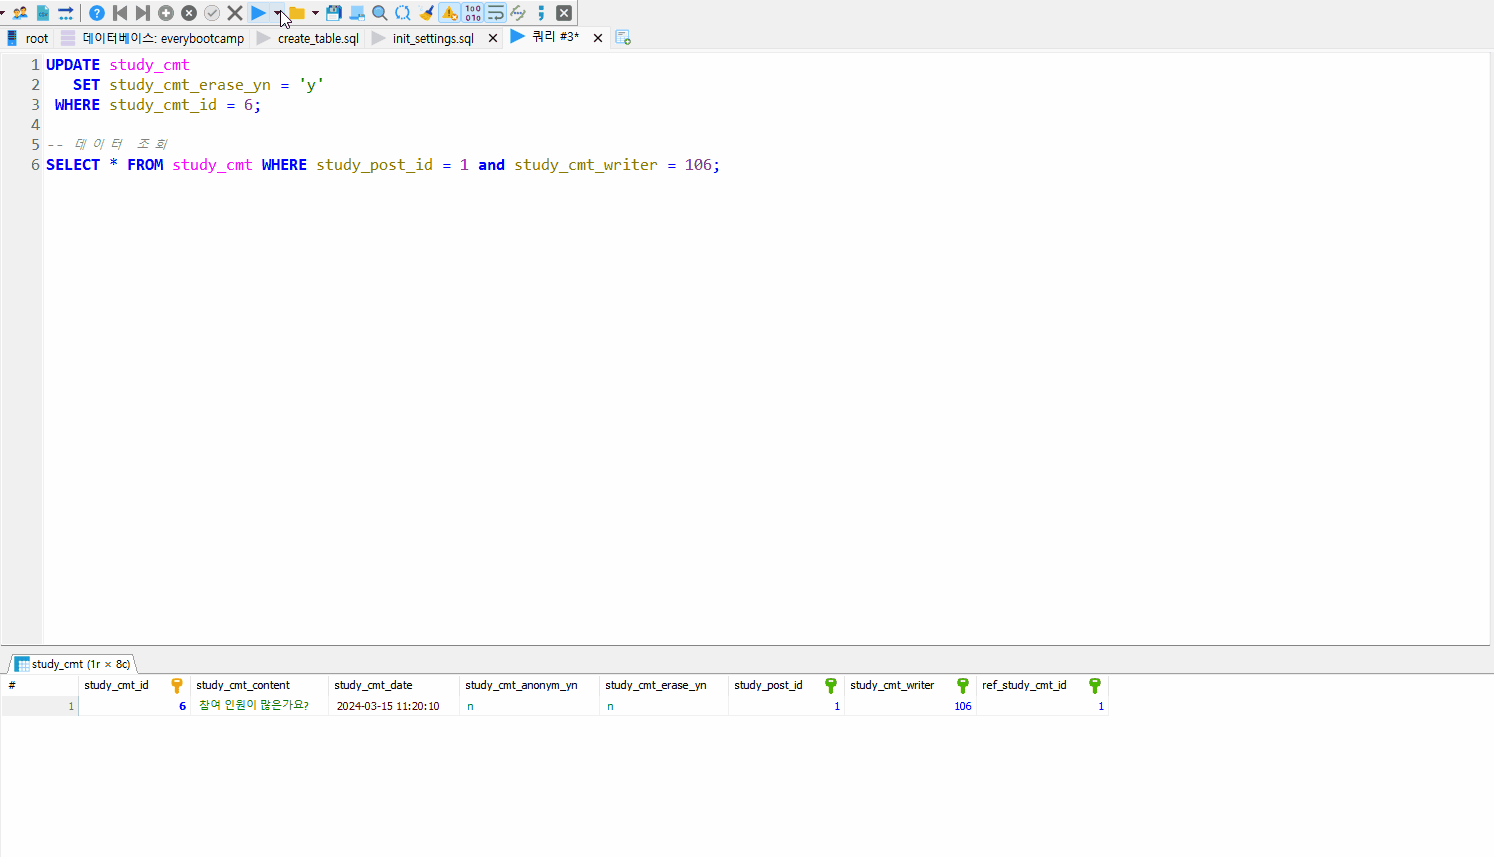 root 데이터베이스: everybootcamp create_table.sql init_settings.sql 쿼리 #3*
1 UPDATE study_cmt
2 SET study_cmt_erase_yn = 'y'
3 WHERE study_cmt_id = 6;
4
5 -- 데이터 조회
6 SELECT * FROM study_cmt WHERE study_post_id = 1 and study_cmt_writer = 106;
study_cmt (1r × 8c)
# study_cmt_id study_cmt_content study_cmt_date study_cmt_anonym_yn study_cmt_erase_yn study_post_id study_cmt_writer ref_study_cmt_id
1 6 참여 인원이 많은가요? 2024-03-15 11:20:10 n n 1 106 1